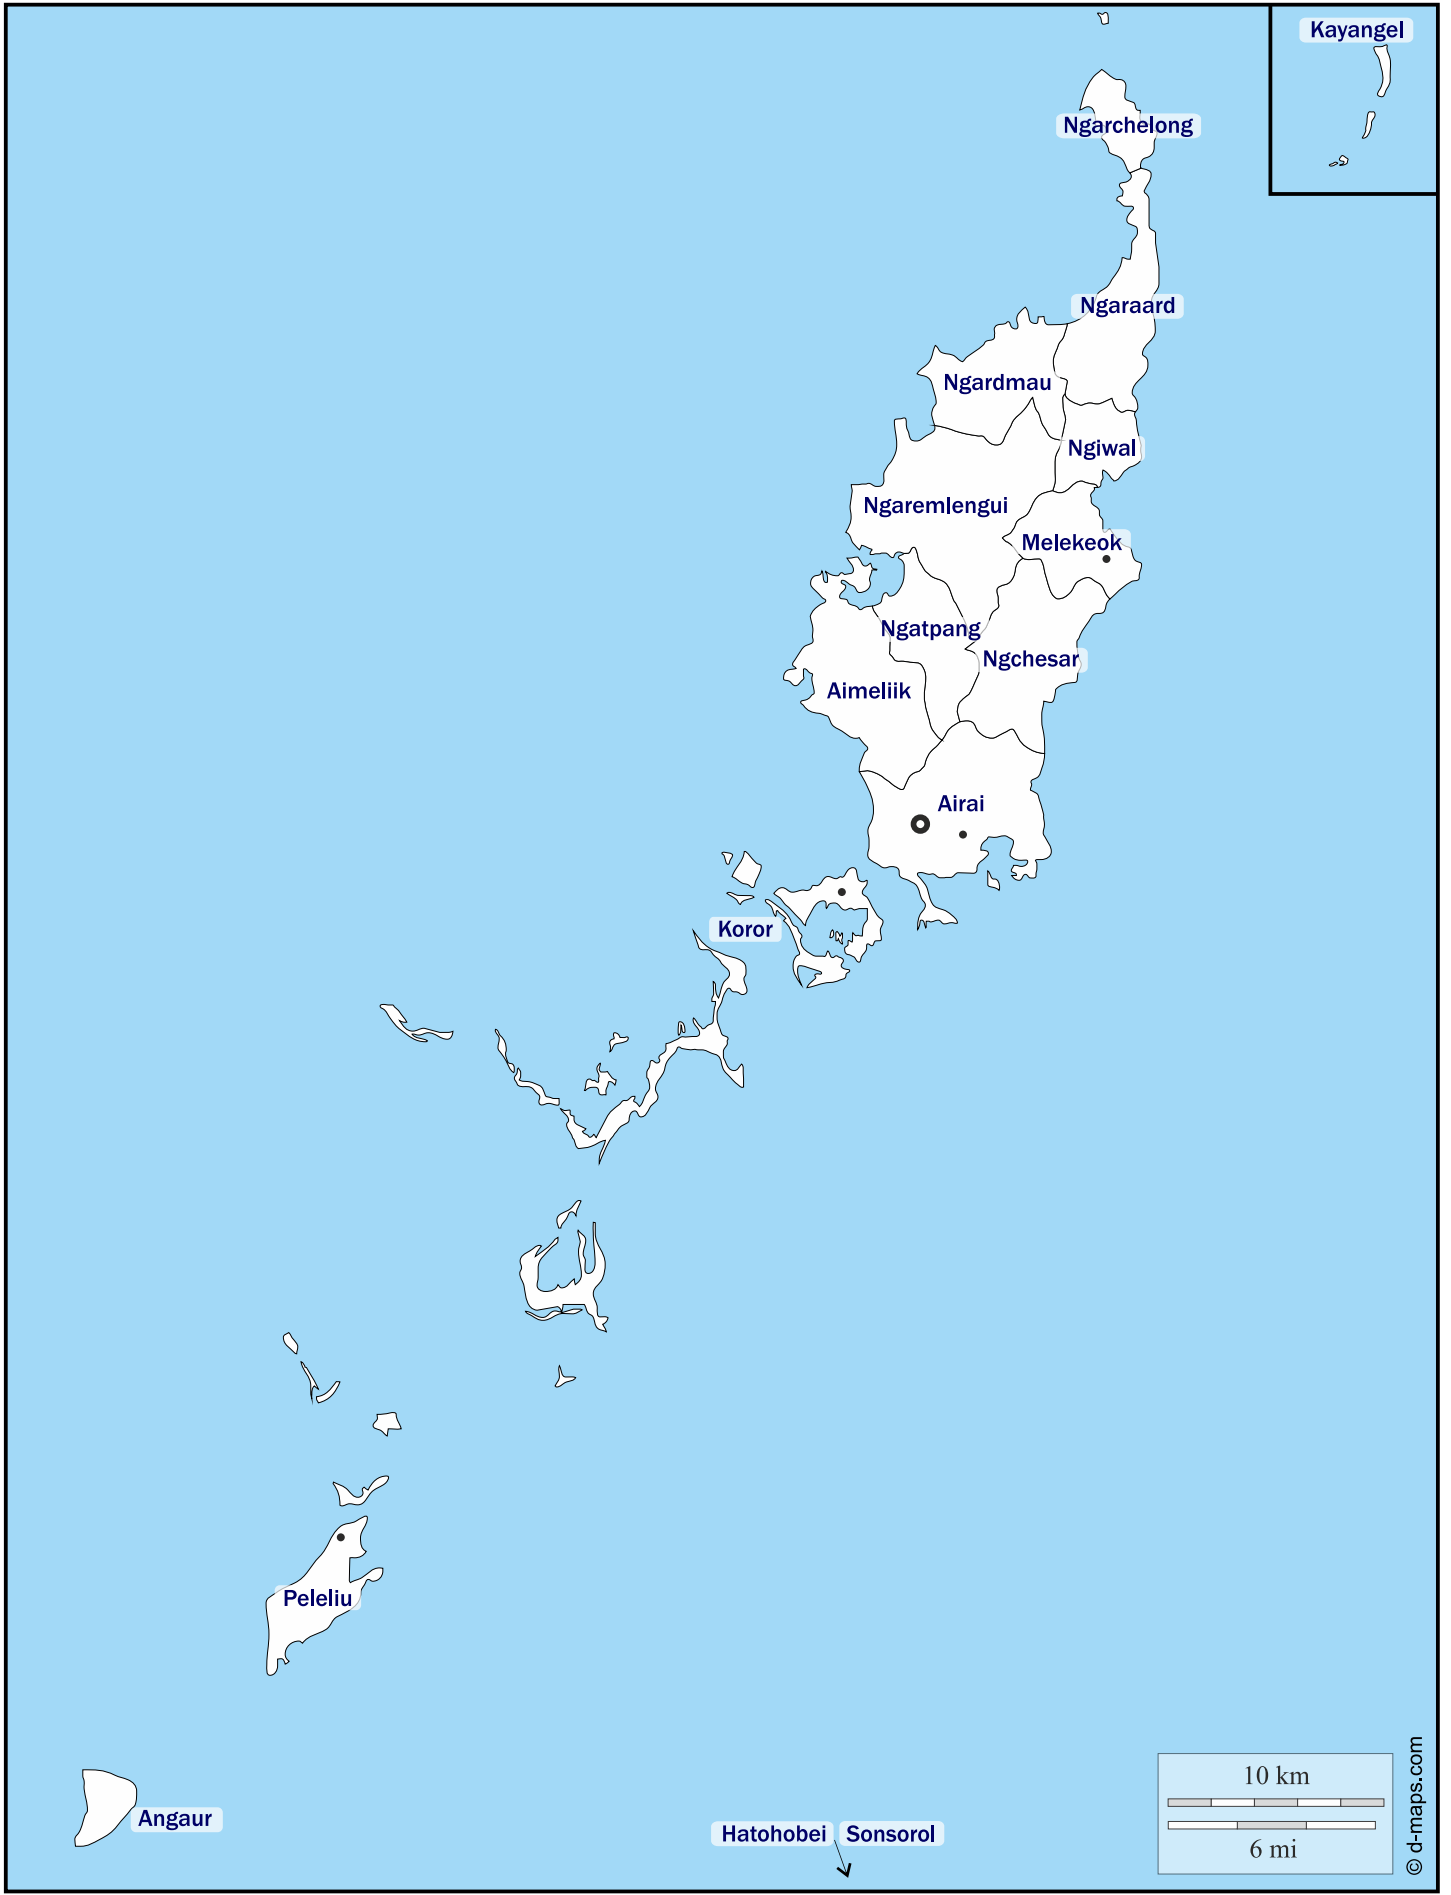 Kayangel
Ngarchelong
Ngaraard
Ngardmau
Ngiwal
Ngaremlengui
Melekeok
Ngatpang
Ngchesar
Aimeliik
Airai
Koror
Peleliu
Angaur
Hatohobei
Sonsorol
10 km
6 mi
© d-maps.com